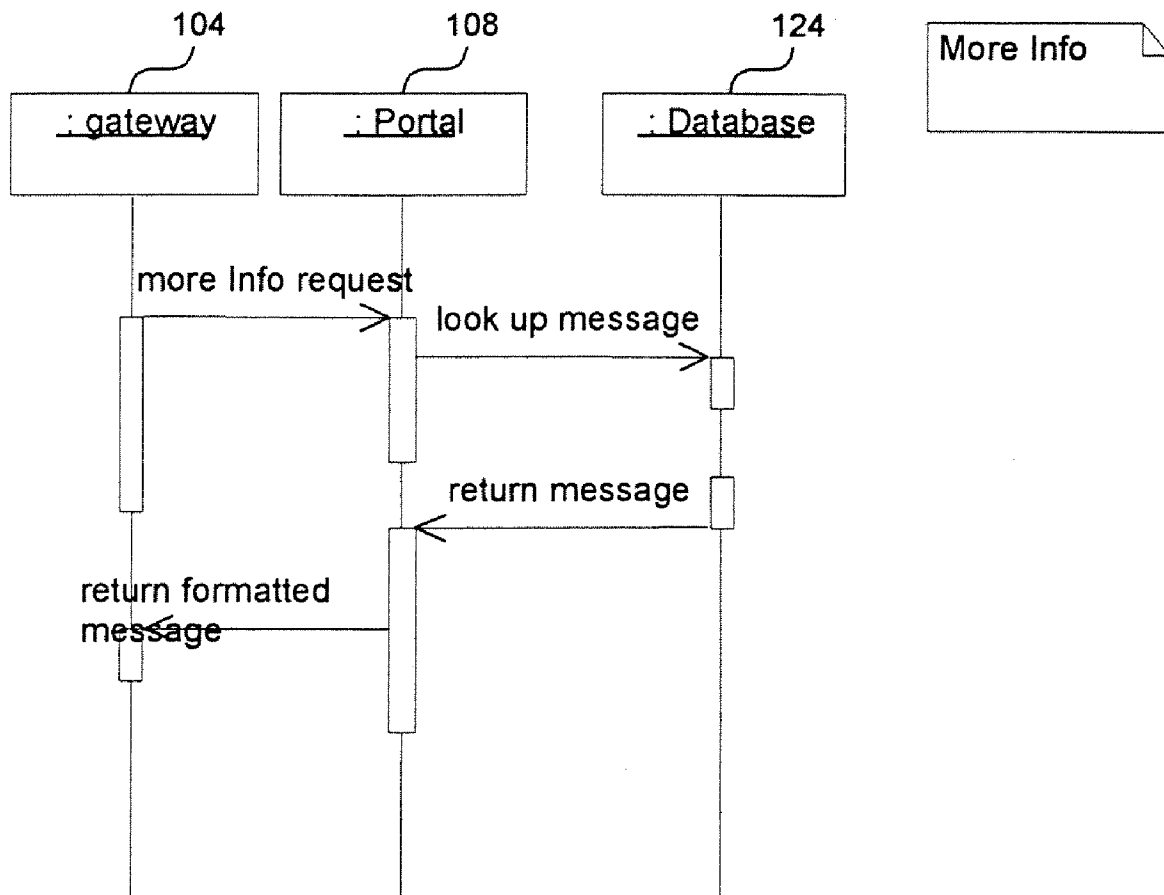 104
108
124
More Info
: gateway
: Portal
: Database
more Info request
look up message
return message
return formatted
message